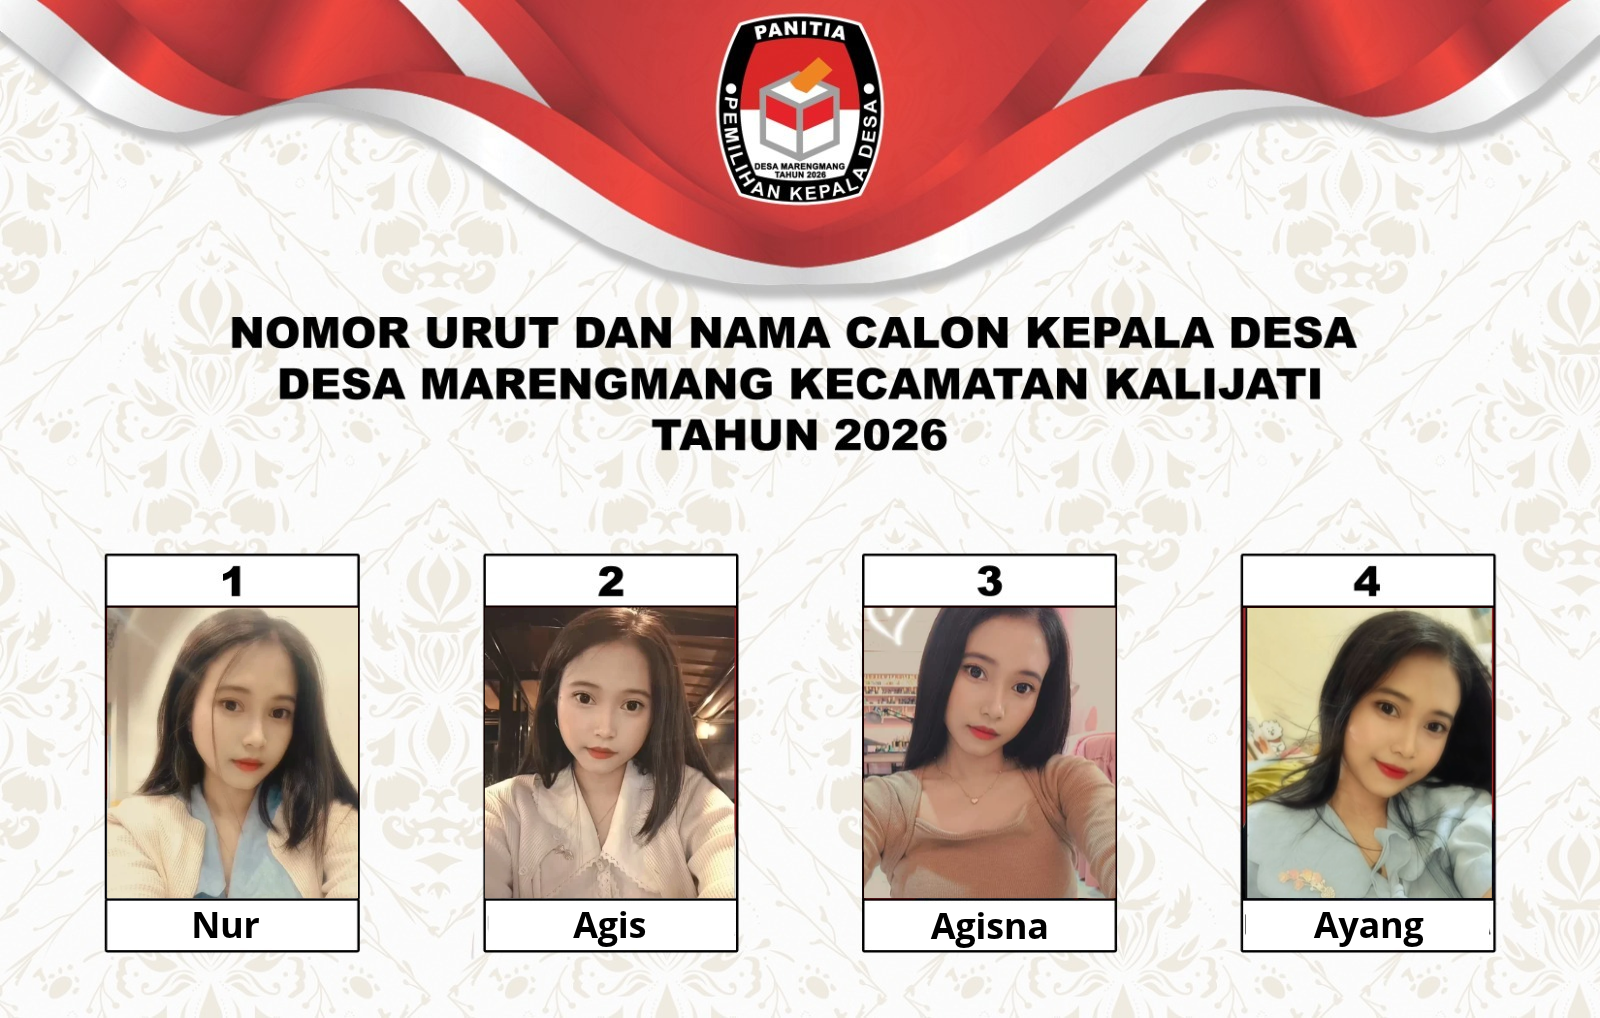 PANITIA
PEMILIHAN KEPALA DESA
DESA MARENGMANG
TAHUN 2026
NOMOR URUT DAN NAMA CALON KEPALA DESA
DESA MARENGMANG KECAMATAN KALIJATI
TAHUN 2026
1
2
3
4
Nur
Agis
Agisna
Ayang